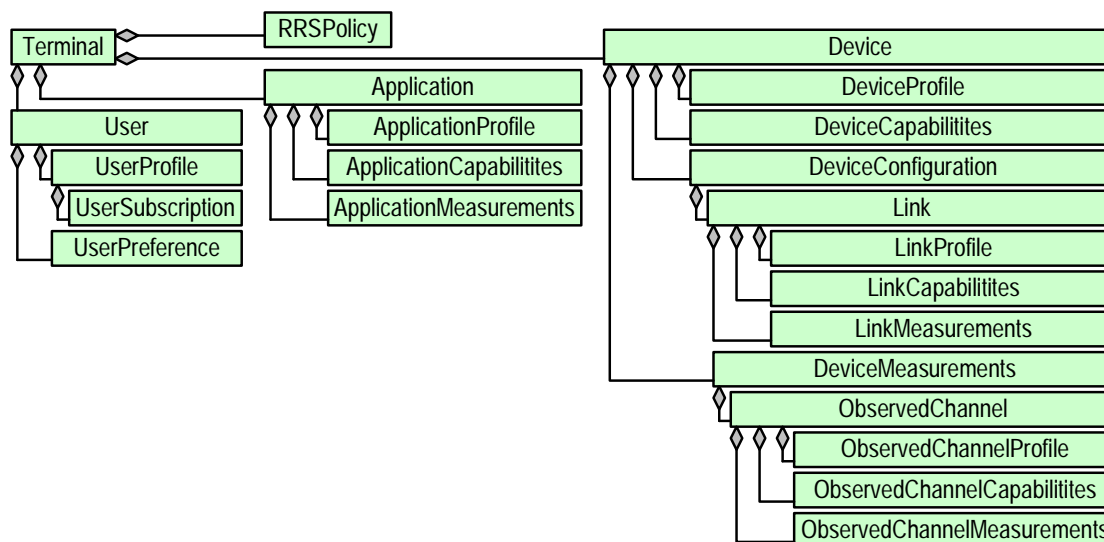 Terminal
RRSPolicy
Device
Application
DeviceProfile
User
ApplicationProfile
DeviceCapabilitites
UserProfile
ApplicationCapabilitites
DeviceConfiguration
UserSubscription
ApplicationMeasurements
Link
UserPreference
LinkProfile
LinkCapabilitites
LinkMeasurements
DeviceMeasurements
ObservedChannel
ObservedChannelProfile
ObservedChannelCapabilitites
ObservedChannelMeasurements